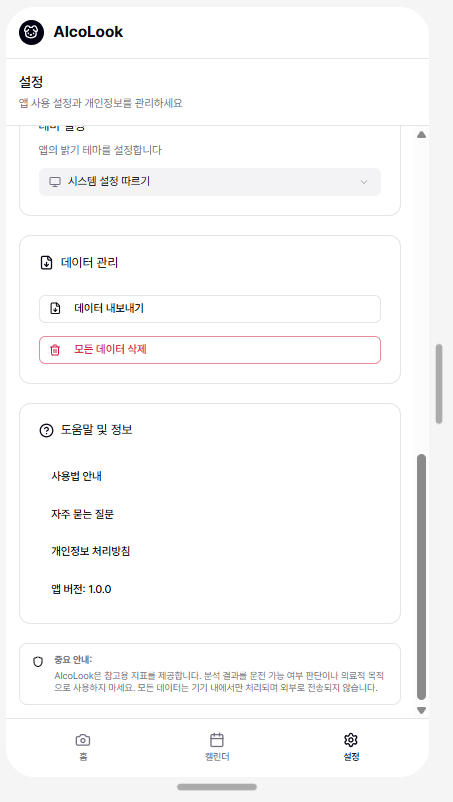 AlcoLook
설정
앱 사용 설정과 개인정보를 관리하세요
테마 설정
앱의 밝기 테마를 설정합니다
시스템 설정 따르기
데이터 관리
데이터 내보내기
모든 데이터 삭제
도움말 및 정보
사용법 안내
자주 묻는 질문
개인정보 처리방침
앱 버전: 1.0.0
중요 안내:
AlcoLook은 참고용 지표를 제공합니다. 분석 결과를 운전 가능 여부 판단이나 의료적 목적
으로 사용하지 마세요. 모든 데이터는 기기 내에서만 처리되며 외부로 전송되지 않습니다.
홈
캘린더
설정